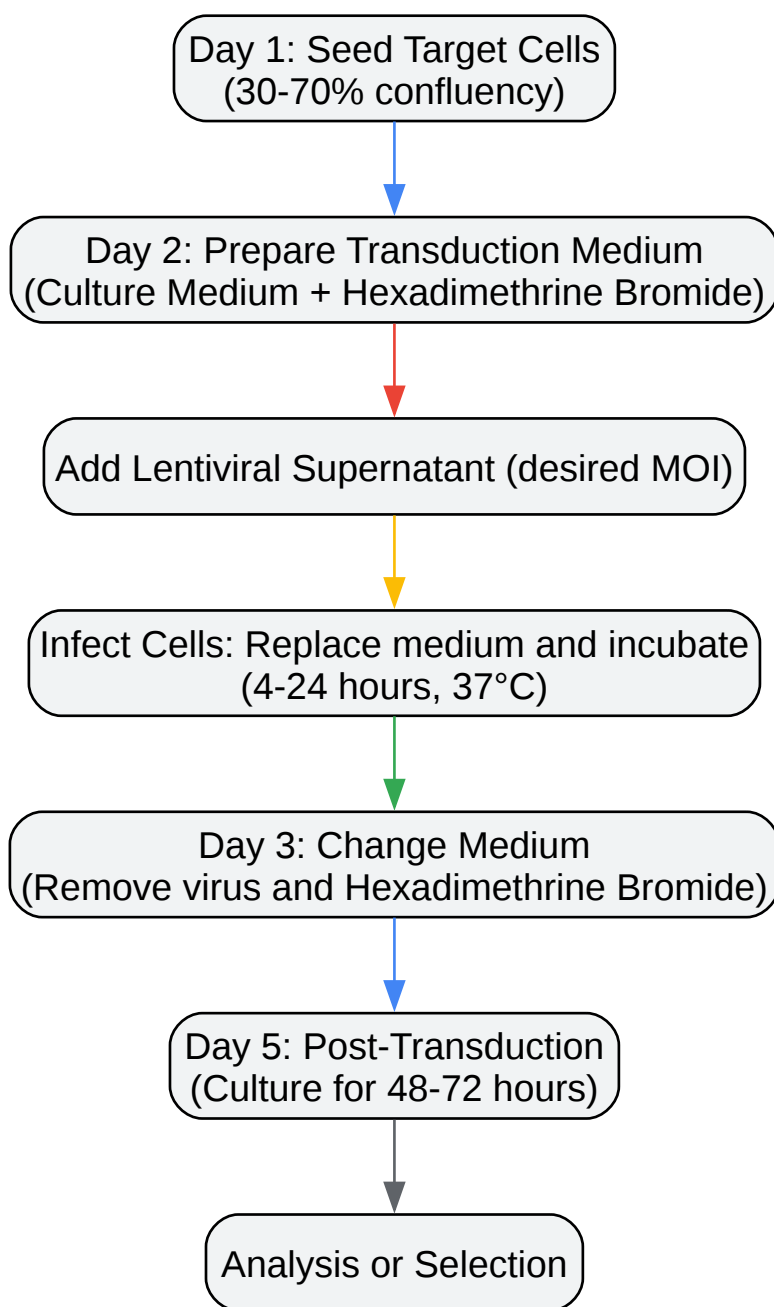 Day 1: Seed Target Cells
(30-70% confluency)
Day 2: Prepare Transduction Medium
(Culture Medium + Hexadimethrine Bromide)
Add Lentiviral Supernatant (desired MOI)
Infect Cells: Replace medium and incubate
(4-24 hours, 37°C)
Day 3: Change Medium
(Remove virus and Hexadimethrine Bromide)
Day 5: Post-Transduction
(Culture for 48-72 hours)
Analysis or Selection